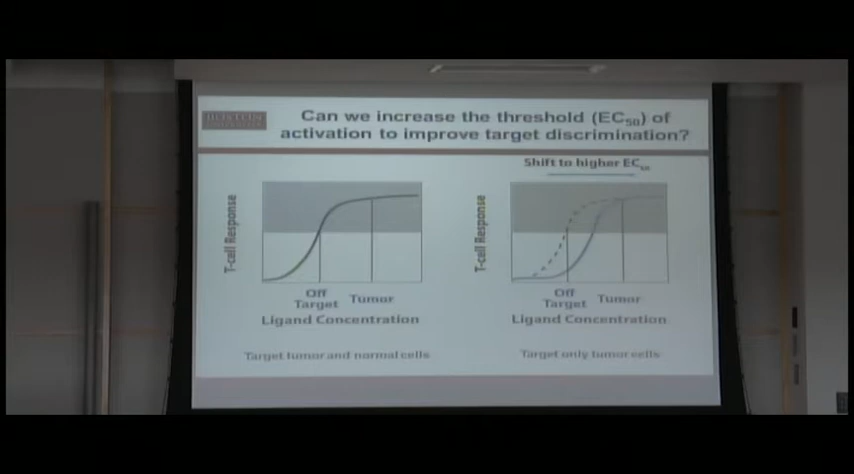 BOSTON
UNIVERSITY
Can we increase the threshold (EC50) of
activation to improve target discrimination?
Shift to higher EC50
T-cell Response
Off
Target
Tumor
Ligand Concentration
Target tumor and normal cells
T-cell Response
Off
Target
Tumor
Ligand Concentration
Target only tumor cells